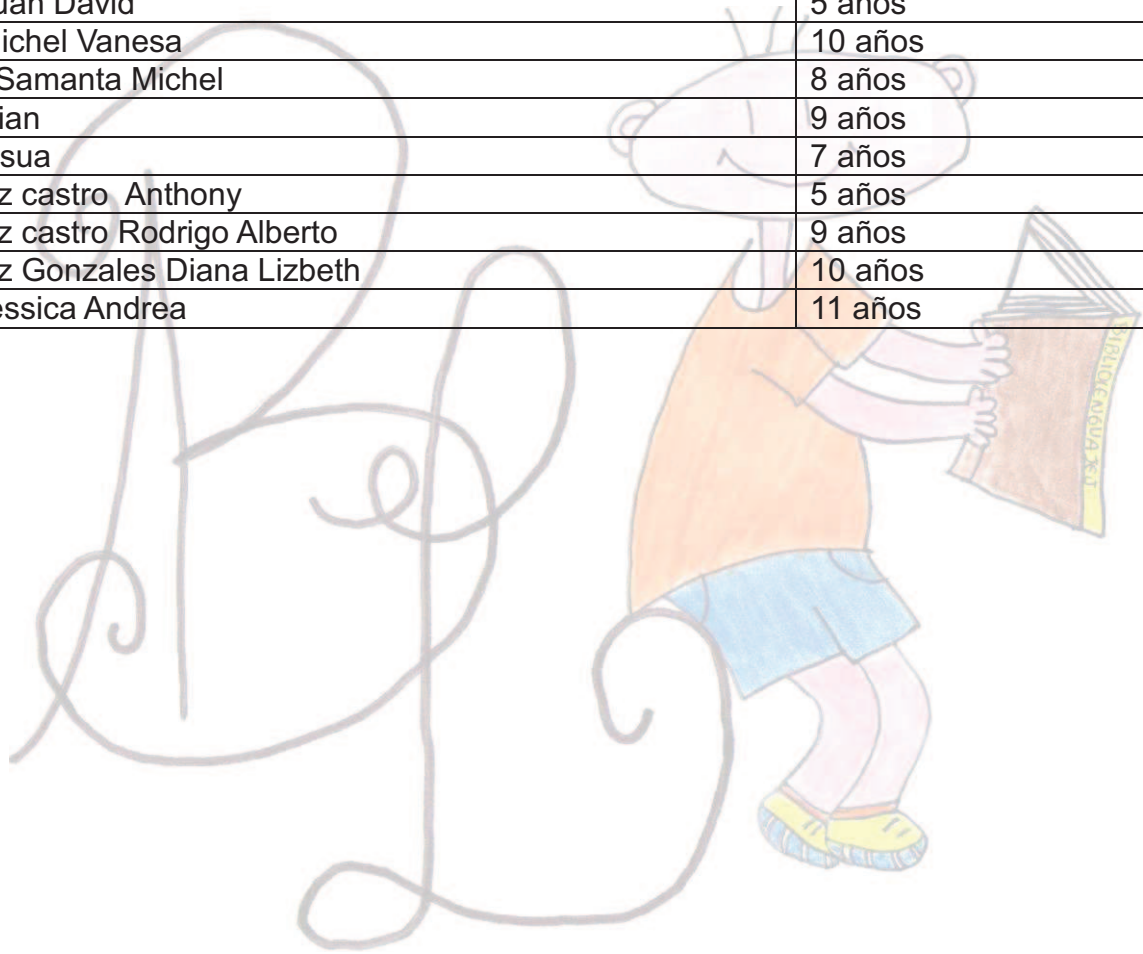 uan David 5 años
ichel Vanesa 10 años
Samanta Michel 8 años
ian 9 años
sua 7 años
z castro Anthony 5 años
z castro Rodrigo Alberto 9 años
z Gonzales Diana Lizbeth 10 años
essica Andrea 11 años